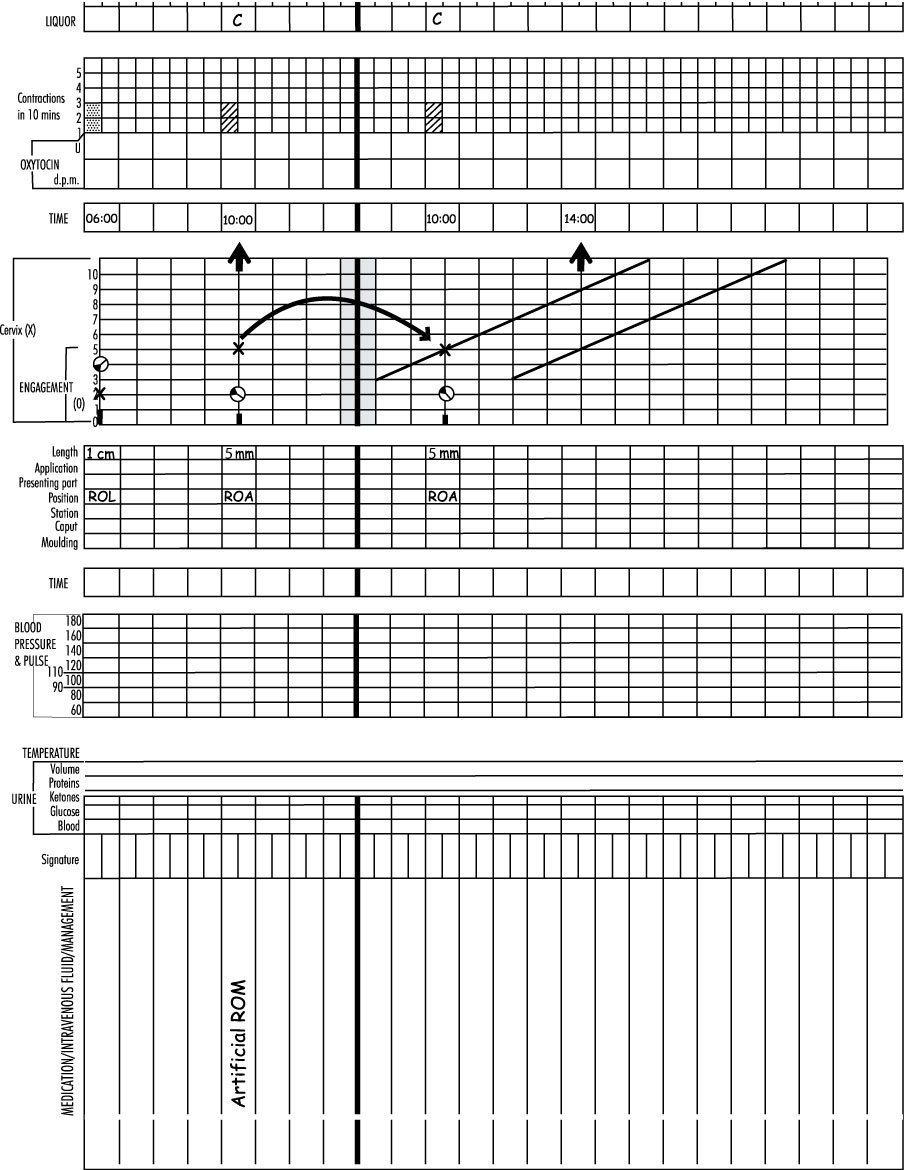 LIQUOR C C
Contractions
in 10 mins
5
4
3
2
1
U
OXYTOCIN
d.p.m.
TIME 06:00 10:00 10:00 14:00
10
9
8
7
6
5
4
3
2
1
0
Cervix (X)
ENGAGEMENT
(O)
Length 1 cm 5 mm 5 mm
Application
Presenting part
Position ROL ROA ROA
Station
Caput
Moulding
TIME
BLOOD
PRESSURE
& PULSE
180
160
140
120
110
100
90
80
60
TEMPERATURE
URINE
Volume
Proteins
Ketones
Glucose
Blood
Signature
MEDICATION/INTRAVENOUS FLUID/MANAGEMENT
Artificial ROM